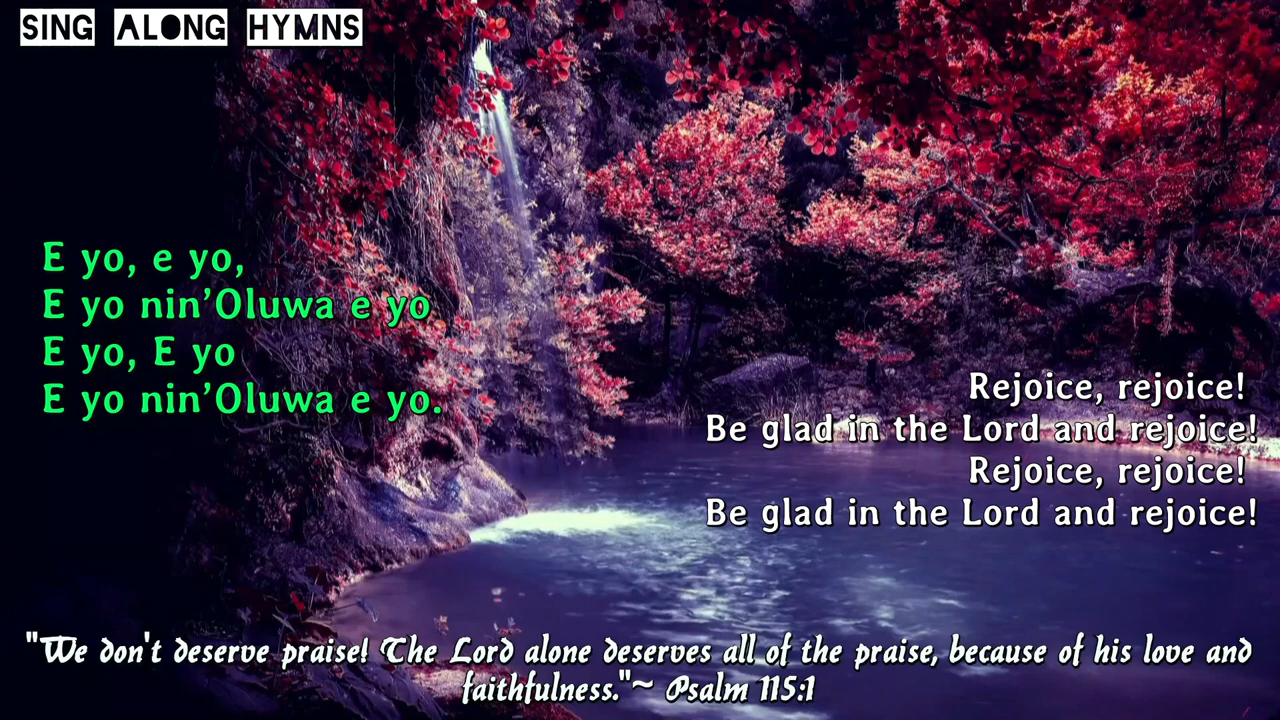 SING ALONG HYMNS
E yo, e yo,
E yo nin’Oluwa e yo
E yo, E yo
E yo nin’Oluwa e yo.
Rejoice, rejoice!
Be glad in the Lord and rejoice!
Rejoice, rejoice!
Be glad in the Lord and rejoice!
"We don't deserve praise! The Lord alone deserves all of the praise, because of his love and
faithfulness."~ Psalm 115:1